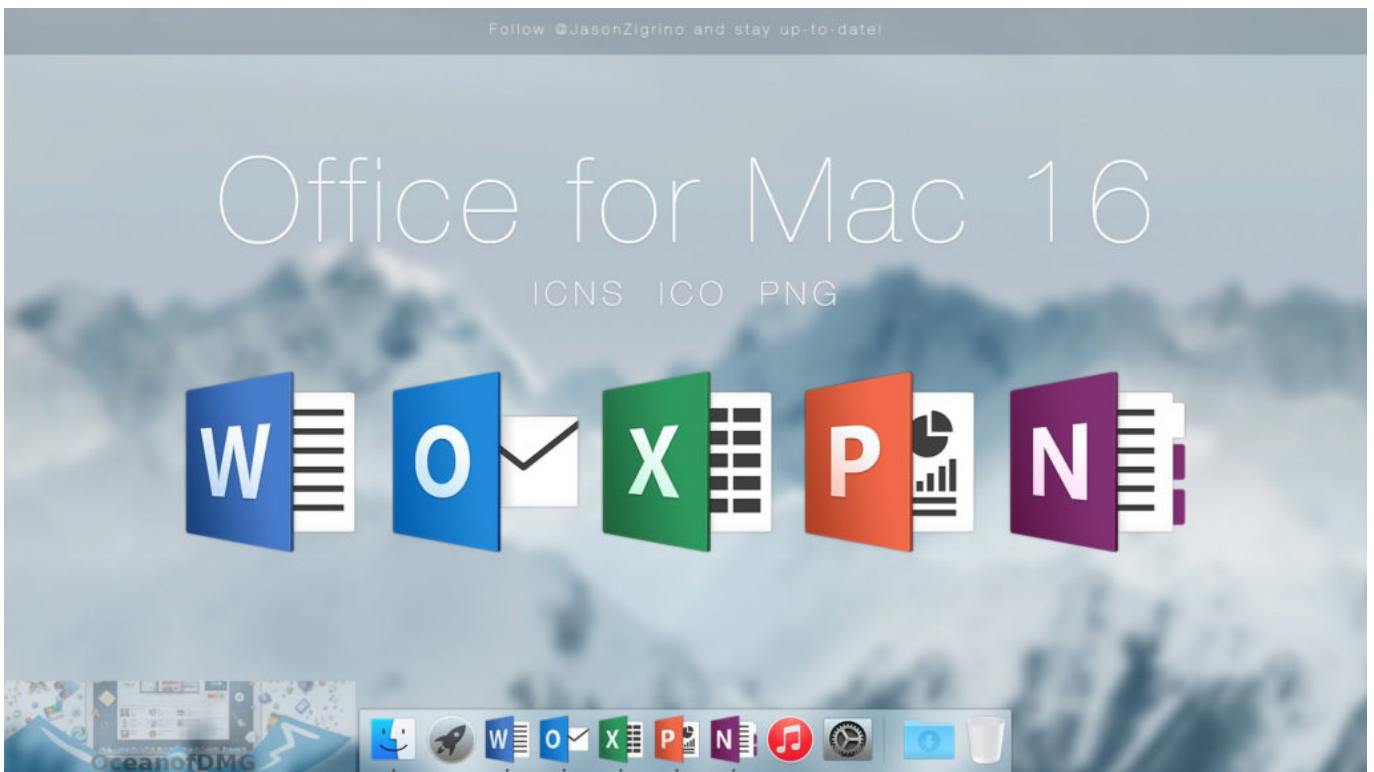 Follow @JasonZigrino and stay up-to-date!
Office for Mac 16
ICNS ICO PNG
W O X P N
W O X P N
OceanofDMG